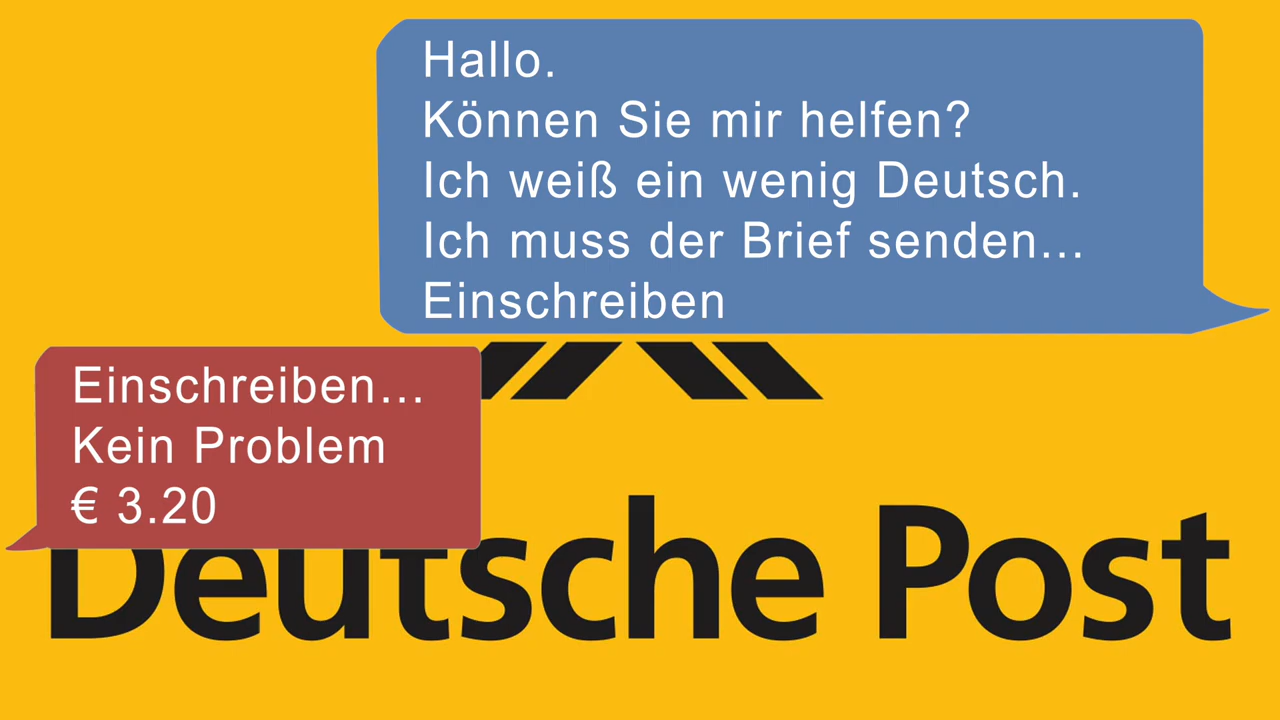 Hallo.
Können Sie mir helfen?
Ich weiß ein wenig Deutsch.
Ich muss der Brief senden...
Einschreiben
Einschreiben...
Kein Problem
€ 3.20
Deutsche Post